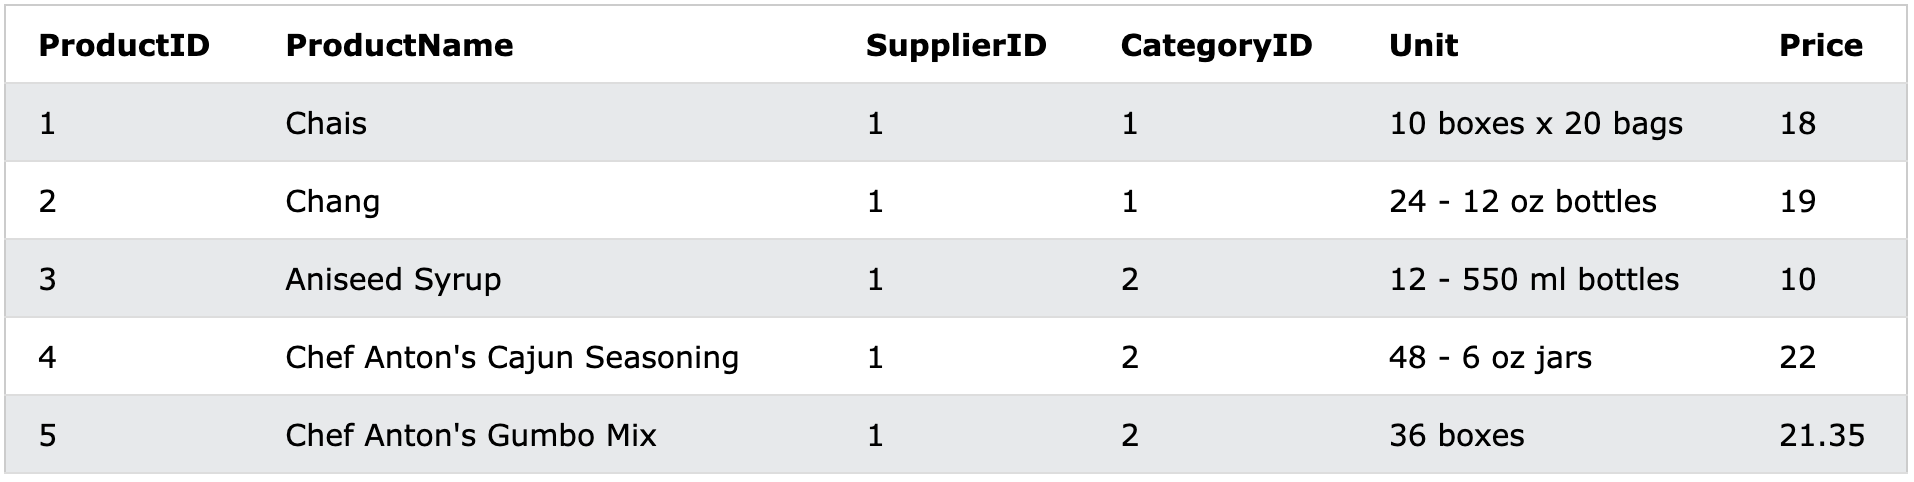 ProductID ProductName SupplierID CategoryID Unit Price
1 Chais 1 1 10 boxes x 20 bags 18
2 Chang 1 1 24 - 12 oz bottles 19
3 Aniseed Syrup 1 2 12 - 550 ml bottles 10
4 Chef Anton's Cajun Seasoning 1 2 48 - 6 oz jars 22
5 Chef Anton's Gumbo Mix 1 2 36 boxes 21.35